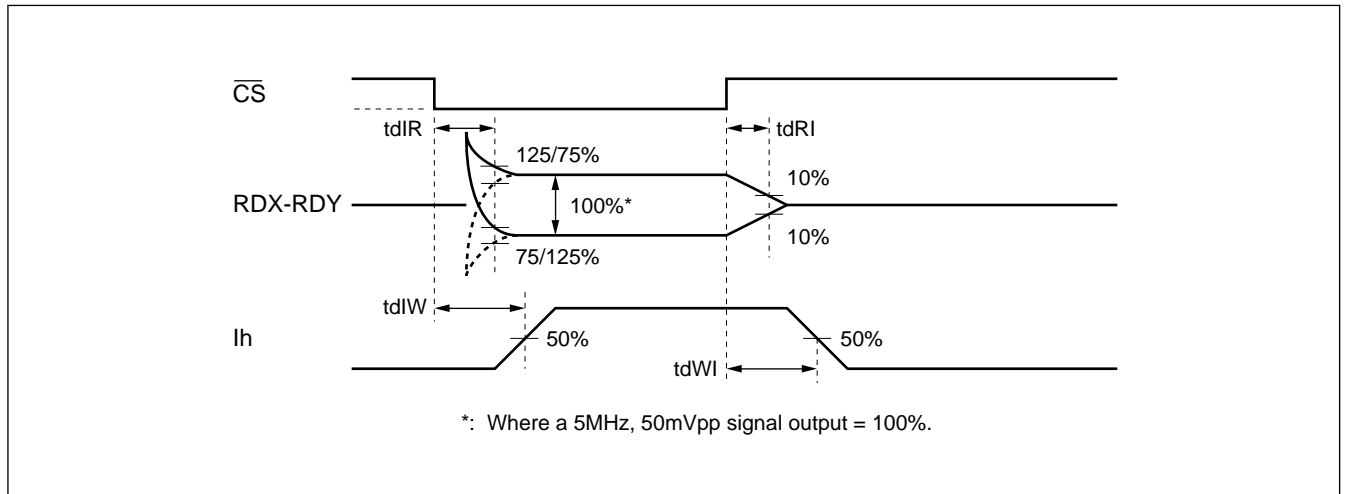 CS
tdIR
tdRI
125/75%
10%
RDX-RDY
100%*
10%
75/125%
tdIW
Ih
50%
50%
tdWI
*: Where a 5MHz, 50mVpp signal output = 100%.